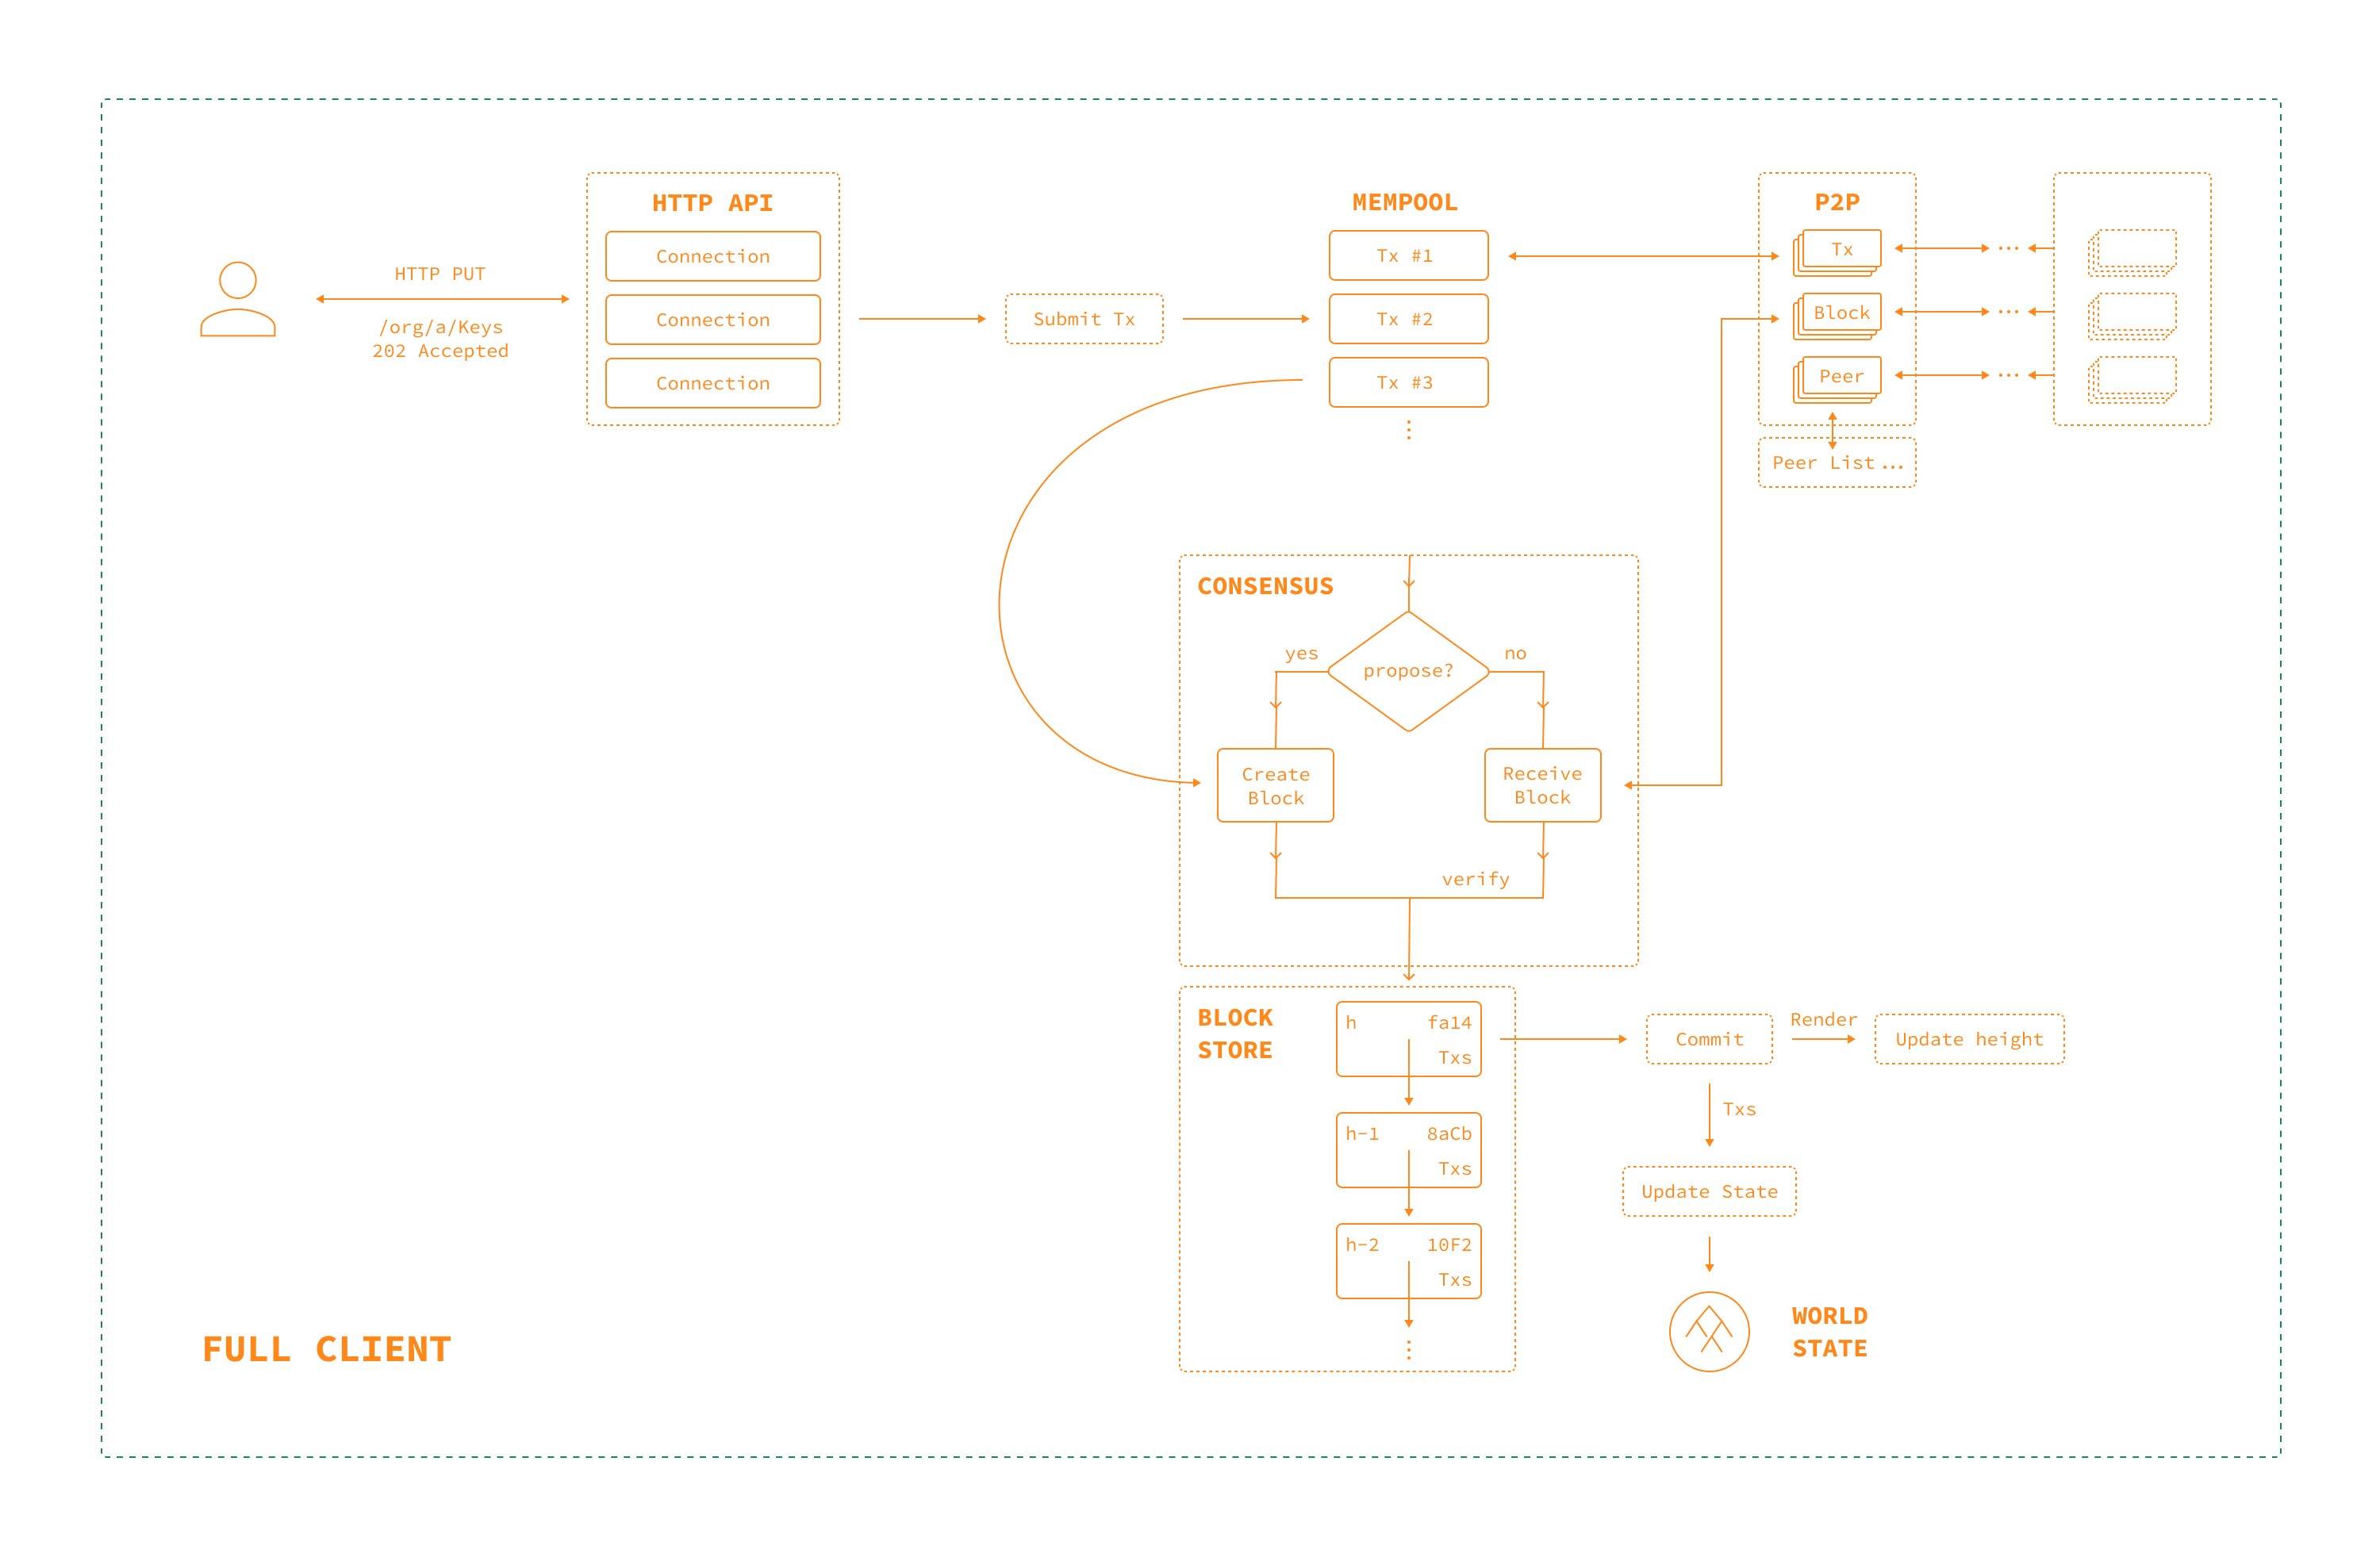 HTTP API
Connection
Connection
Connection
HTTP PUT
/org/a/Keys
202 Accepted
Submit Tx
MEMPOOL
Tx #1
Tx #2
Tx #3
⋮
P2P
Tx
Block
Peer
...
...
...
Peer List ...
CONSENSUS
propose?
yes
no
Create
Block
Receive
Block
verify
BLOCK
STORE
h fa14
Txs
h-1 8aCb
Txs
h-2 10F2
Txs
⋮
Commit
Render
Update height
Txs
Update State
WORLD
STATE
FULL CLIENT